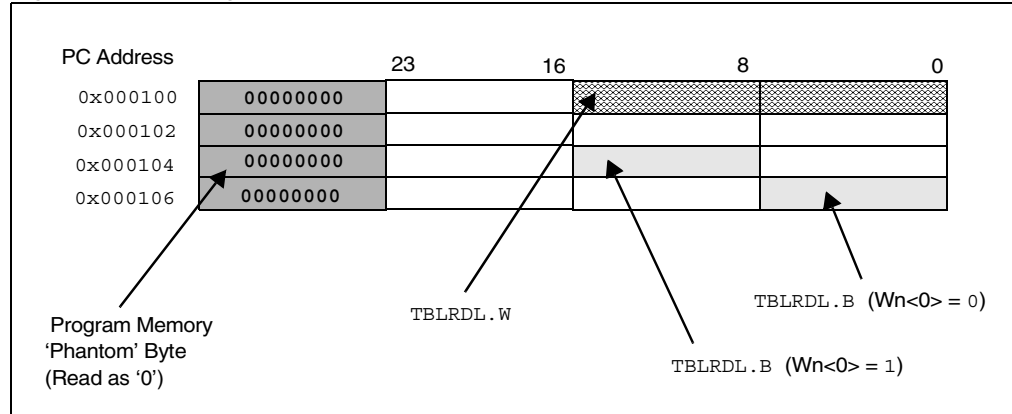 PC Address
23 16 8 0
0x000100 00000000
0x000102 00000000
0x000104 00000000
0x000106 00000000
TBLRDL.W
TBLRDL.B (Wn<0> = 0)
TBLRDL.B (Wn<0> = 1)
Program Memory
‘Phantom’ Byte
(Read as ‘0’)